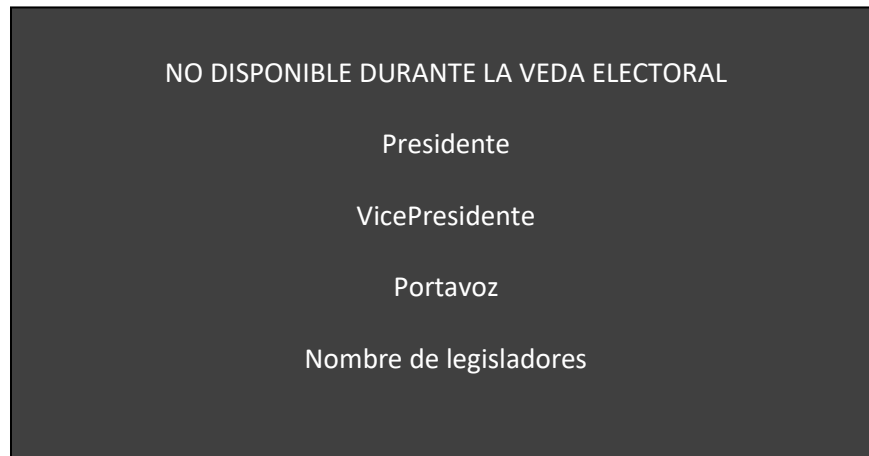 NO DISPONIBLE DURANTE LA VEDA ELECTORAL
Presidente
VicePresidente
Portavoz
Nombre de legisladores